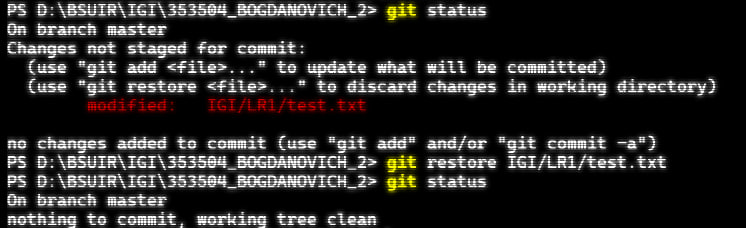 PS D:\BSUIR\IGI\353504_BOGDANOVICH_2> git status
On branch master
Changes not staged for commit:
  (use "git add <file>..." to update what will be committed)
  (use "git restore <file>..." to discard changes in working directory)
        modified:   IGI/LR1/test.txt

no changes added to commit (use "git add" and/or "git commit -a")
PS D:\BSUIR\IGI\353504_BOGDANOVICH_2> git restore IGI/LR1/test.txt
PS D:\BSUIR\IGI\353504_BOGDANOVICH_2> git status
On branch master
nothing to commit, working tree clean